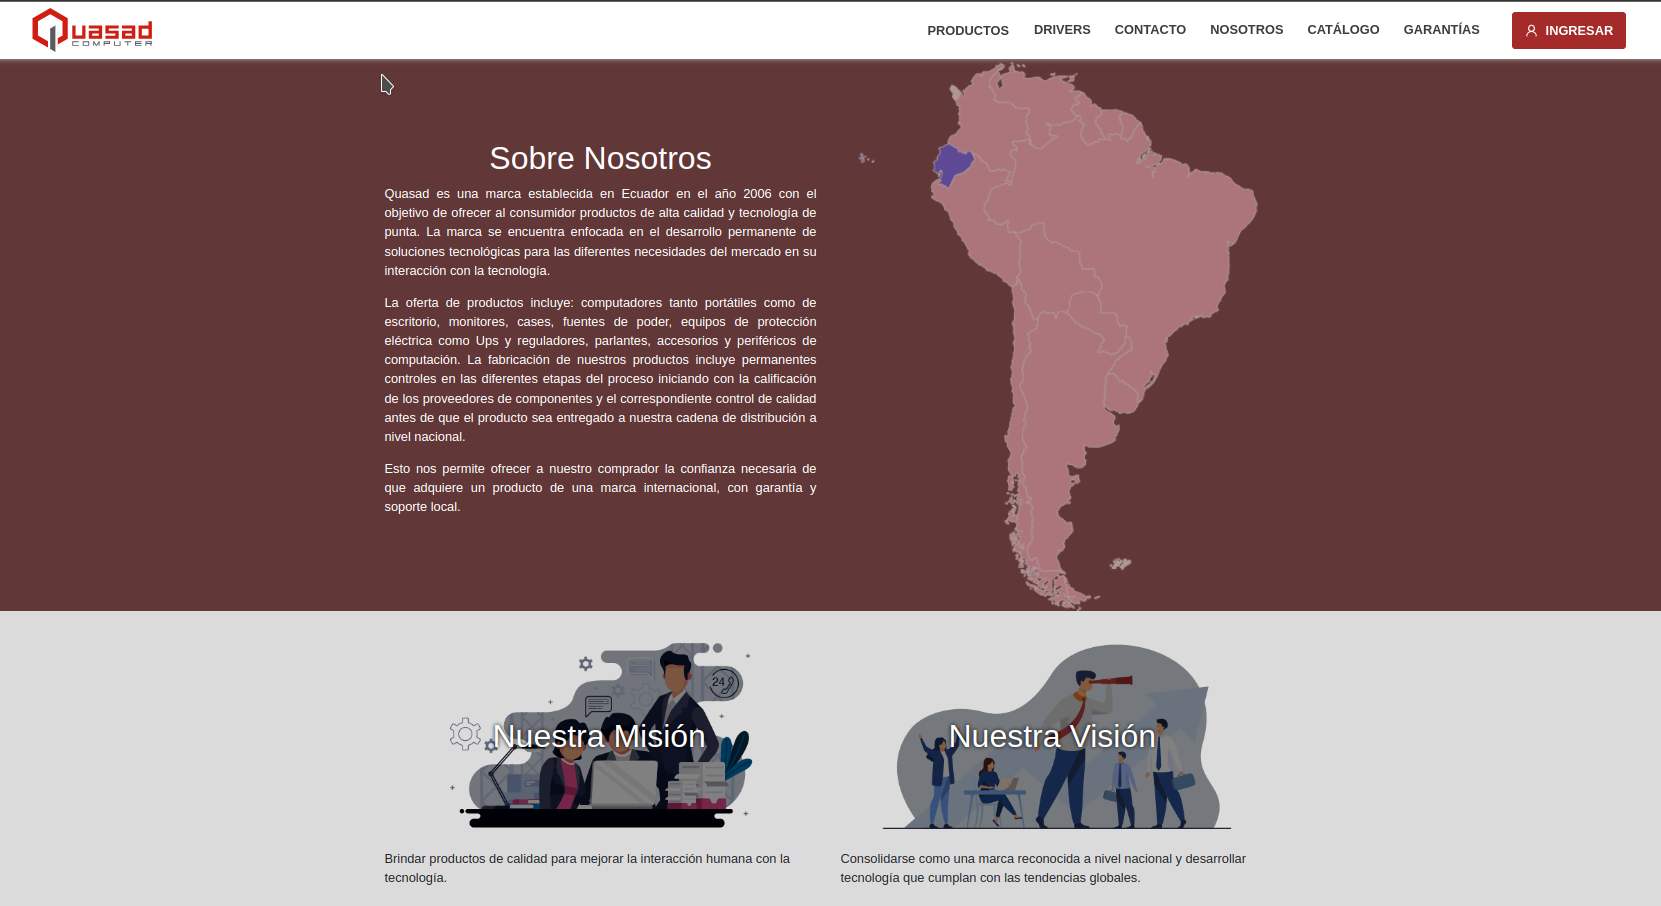 Quasad
COMPUTER
PRODUCTOS DRIVERS CONTACTO NOSOTROS CATÁLOGO GARANTÍAS INGRESAR
Sobre Nosotros
Quasad es una marca establecida en Ecuador en el año 2006 con el
objetivo de ofrecer al consumidor productos de alta calidad y tecnología de
punta. La marca se encuentra enfocada en el desarrollo permanente de
soluciones tecnológicas para las diferentes necesidades del mercado en su
interacción con la tecnología.
La oferta de productos incluye: computadores tanto portátiles como de
escritorio, monitores, cases, fuentes de poder, equipos de protección
eléctrica como Ups y reguladores, parlantes, accesorios y periféricos de
computación. La fabricación de nuestros productos incluye permanentes
controles en las diferentes etapas del proceso iniciando con la calificación
de los proveedores de componentes y el correspondiente control de calidad
antes de que el producto sea entregado a nuestra cadena de distribución a
nivel nacional.
Esto nos permite ofrecer a nuestro comprador la confianza necesaria de
que adquiere un producto de una marca internacional, con garantía y
soporte local.
24
Nuestra Misión
Brindar productos de calidad para mejorar la interacción humana con la
tecnología.
Nuestra Visión
Consolidarse como una marca reconocida a nivel nacional y desarrollar
tecnología que cumplan con las tendencias globales.